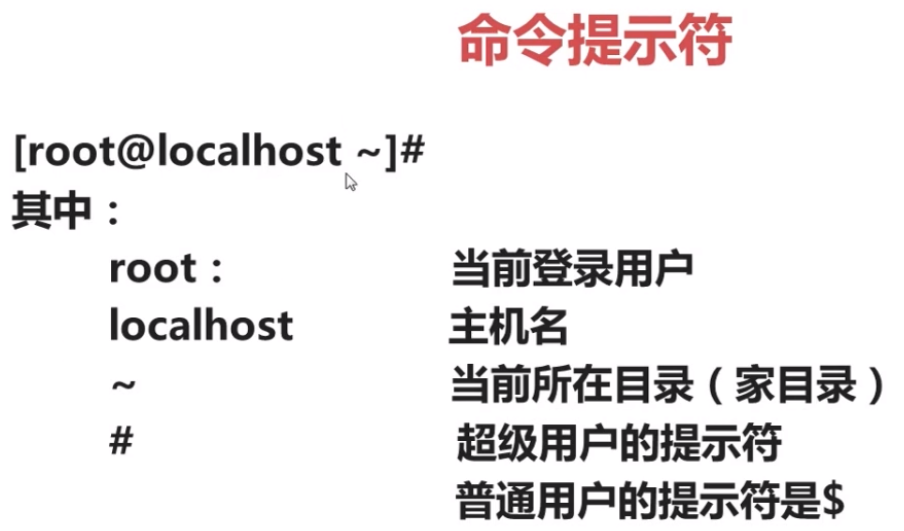 命令提示符
[root@localhost ~]#
其中：
root： 当前登录用户
localhost 主机名
~ 当前所在目录（家目录）
# 超级用户的提示符
普通用户的提示符是$